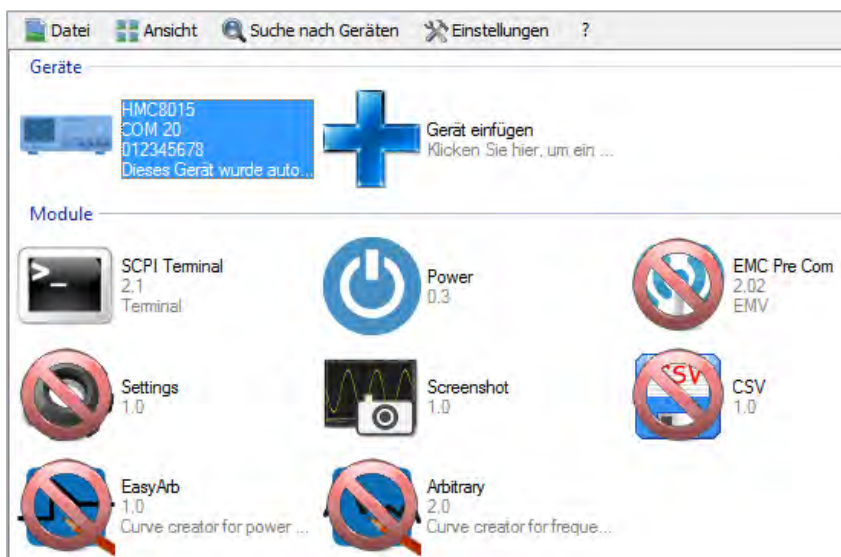 Datei Ansicht Suche nach Geräten Einstellungen ?
Geräte
HMC8015
COM 20
012345678
Dieses Gerät wurde auto...
Gerät einfügen
Klicken Sie hier, um ein ...
Module
SCPI Terminal
2.1
Terminal
Power
0.3
EMC Pre Com
2.02
EMV
Settings
1.0
Screenshot
1.0
CSV
CSV
1.0
EasyArb
1.0
Curve creator for power ...
Arbitrary
2.0
Curve creator for freque...